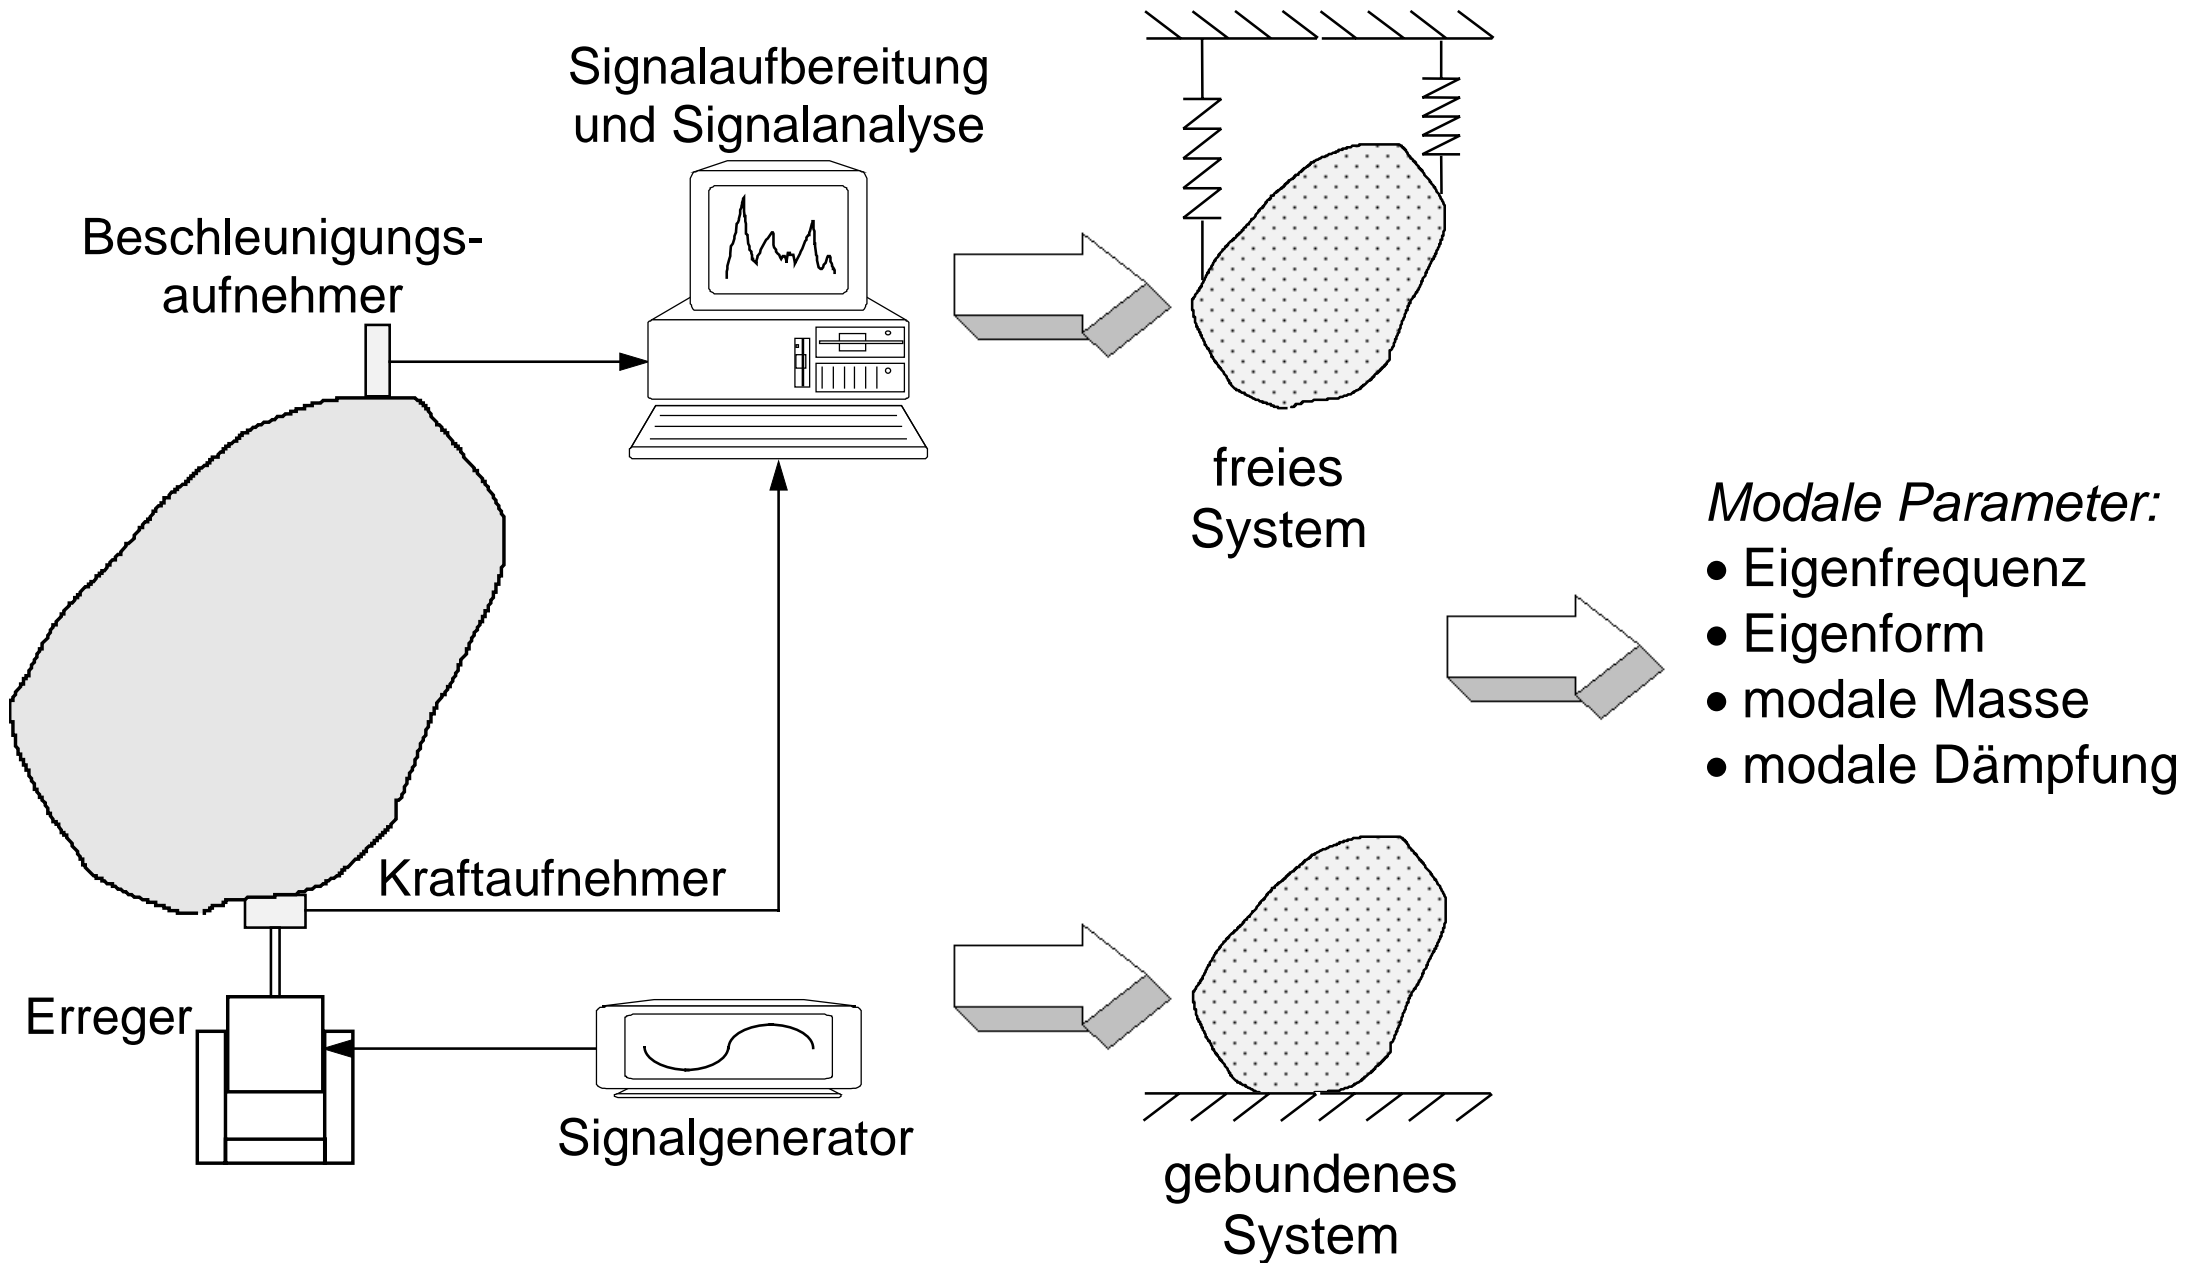 Signalaufbereitung
und Signalanalyse
Beschleunigungs-
aufnehmer
freies
System
Modale Parameter:
• Eigenfrequenz
• Eigenform
• modale Masse
• modale Dämpfung
Kraftaufnehmer
Erreger
Signalgenerator
gebundenes
System